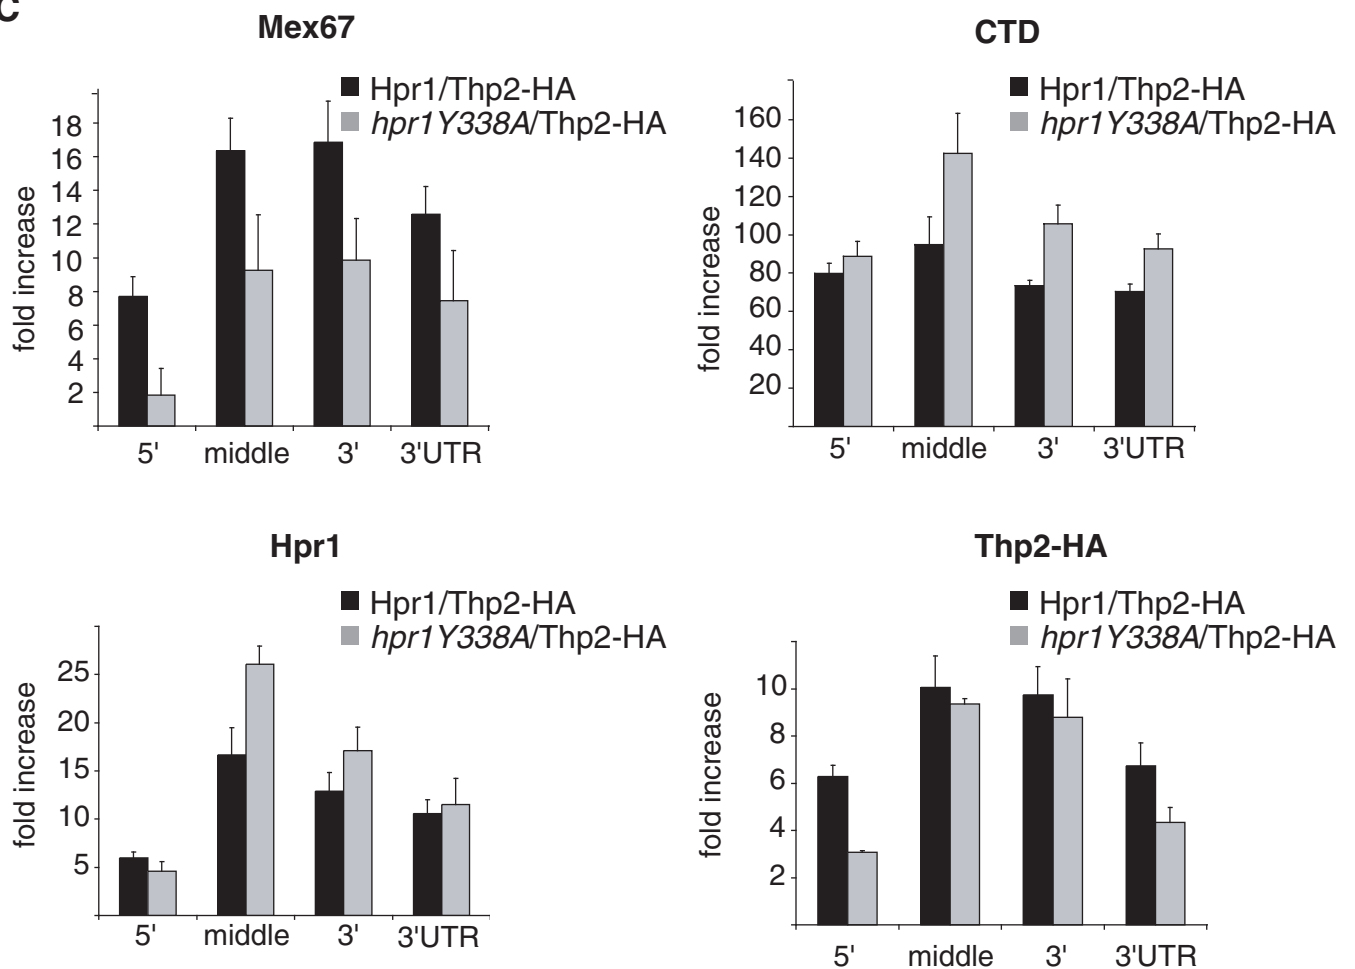 C
Mex67
Hpr1/Thp2-HA
hpr1Y338A/Thp2-HA
fold increase
18
16
14
12
10
8
6
4
2
5' middle 3' 3'UTR
CTD
Hpr1/Thp2-HA
hpr1Y338A/Thp2-HA
fold increase
160
140
120
100
80
60
40
20
5' middle 3' 3'UTR
Hpr1
Hpr1/Thp2-HA
hpr1Y338A/Thp2-HA
fold increase
25
20
15
10
5
5' middle 3' 3'UTR
Thp2-HA
Hpr1/Thp2-HA
hpr1Y338A/Thp2-HA
fold increase
10
8
6
4
2
5' middle 3' 3'UTR